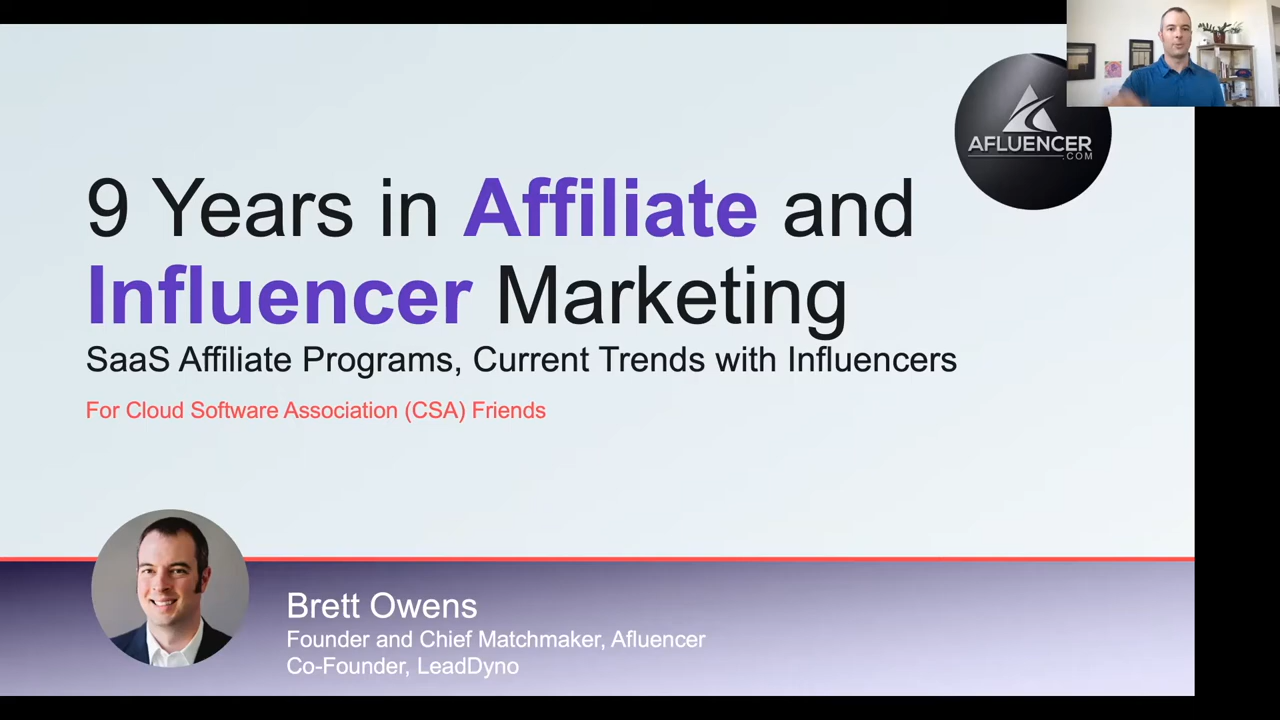 AFLUENCER
.COM
9 Years in Affiliate and
Influencer Marketing
SaaS Affiliate Programs, Current Trends with Influencers
For Cloud Software Association (CSA) Friends
Brett Owens
Founder and Chief Matchmaker, Afluencer
Co-Founder, LeadDyno